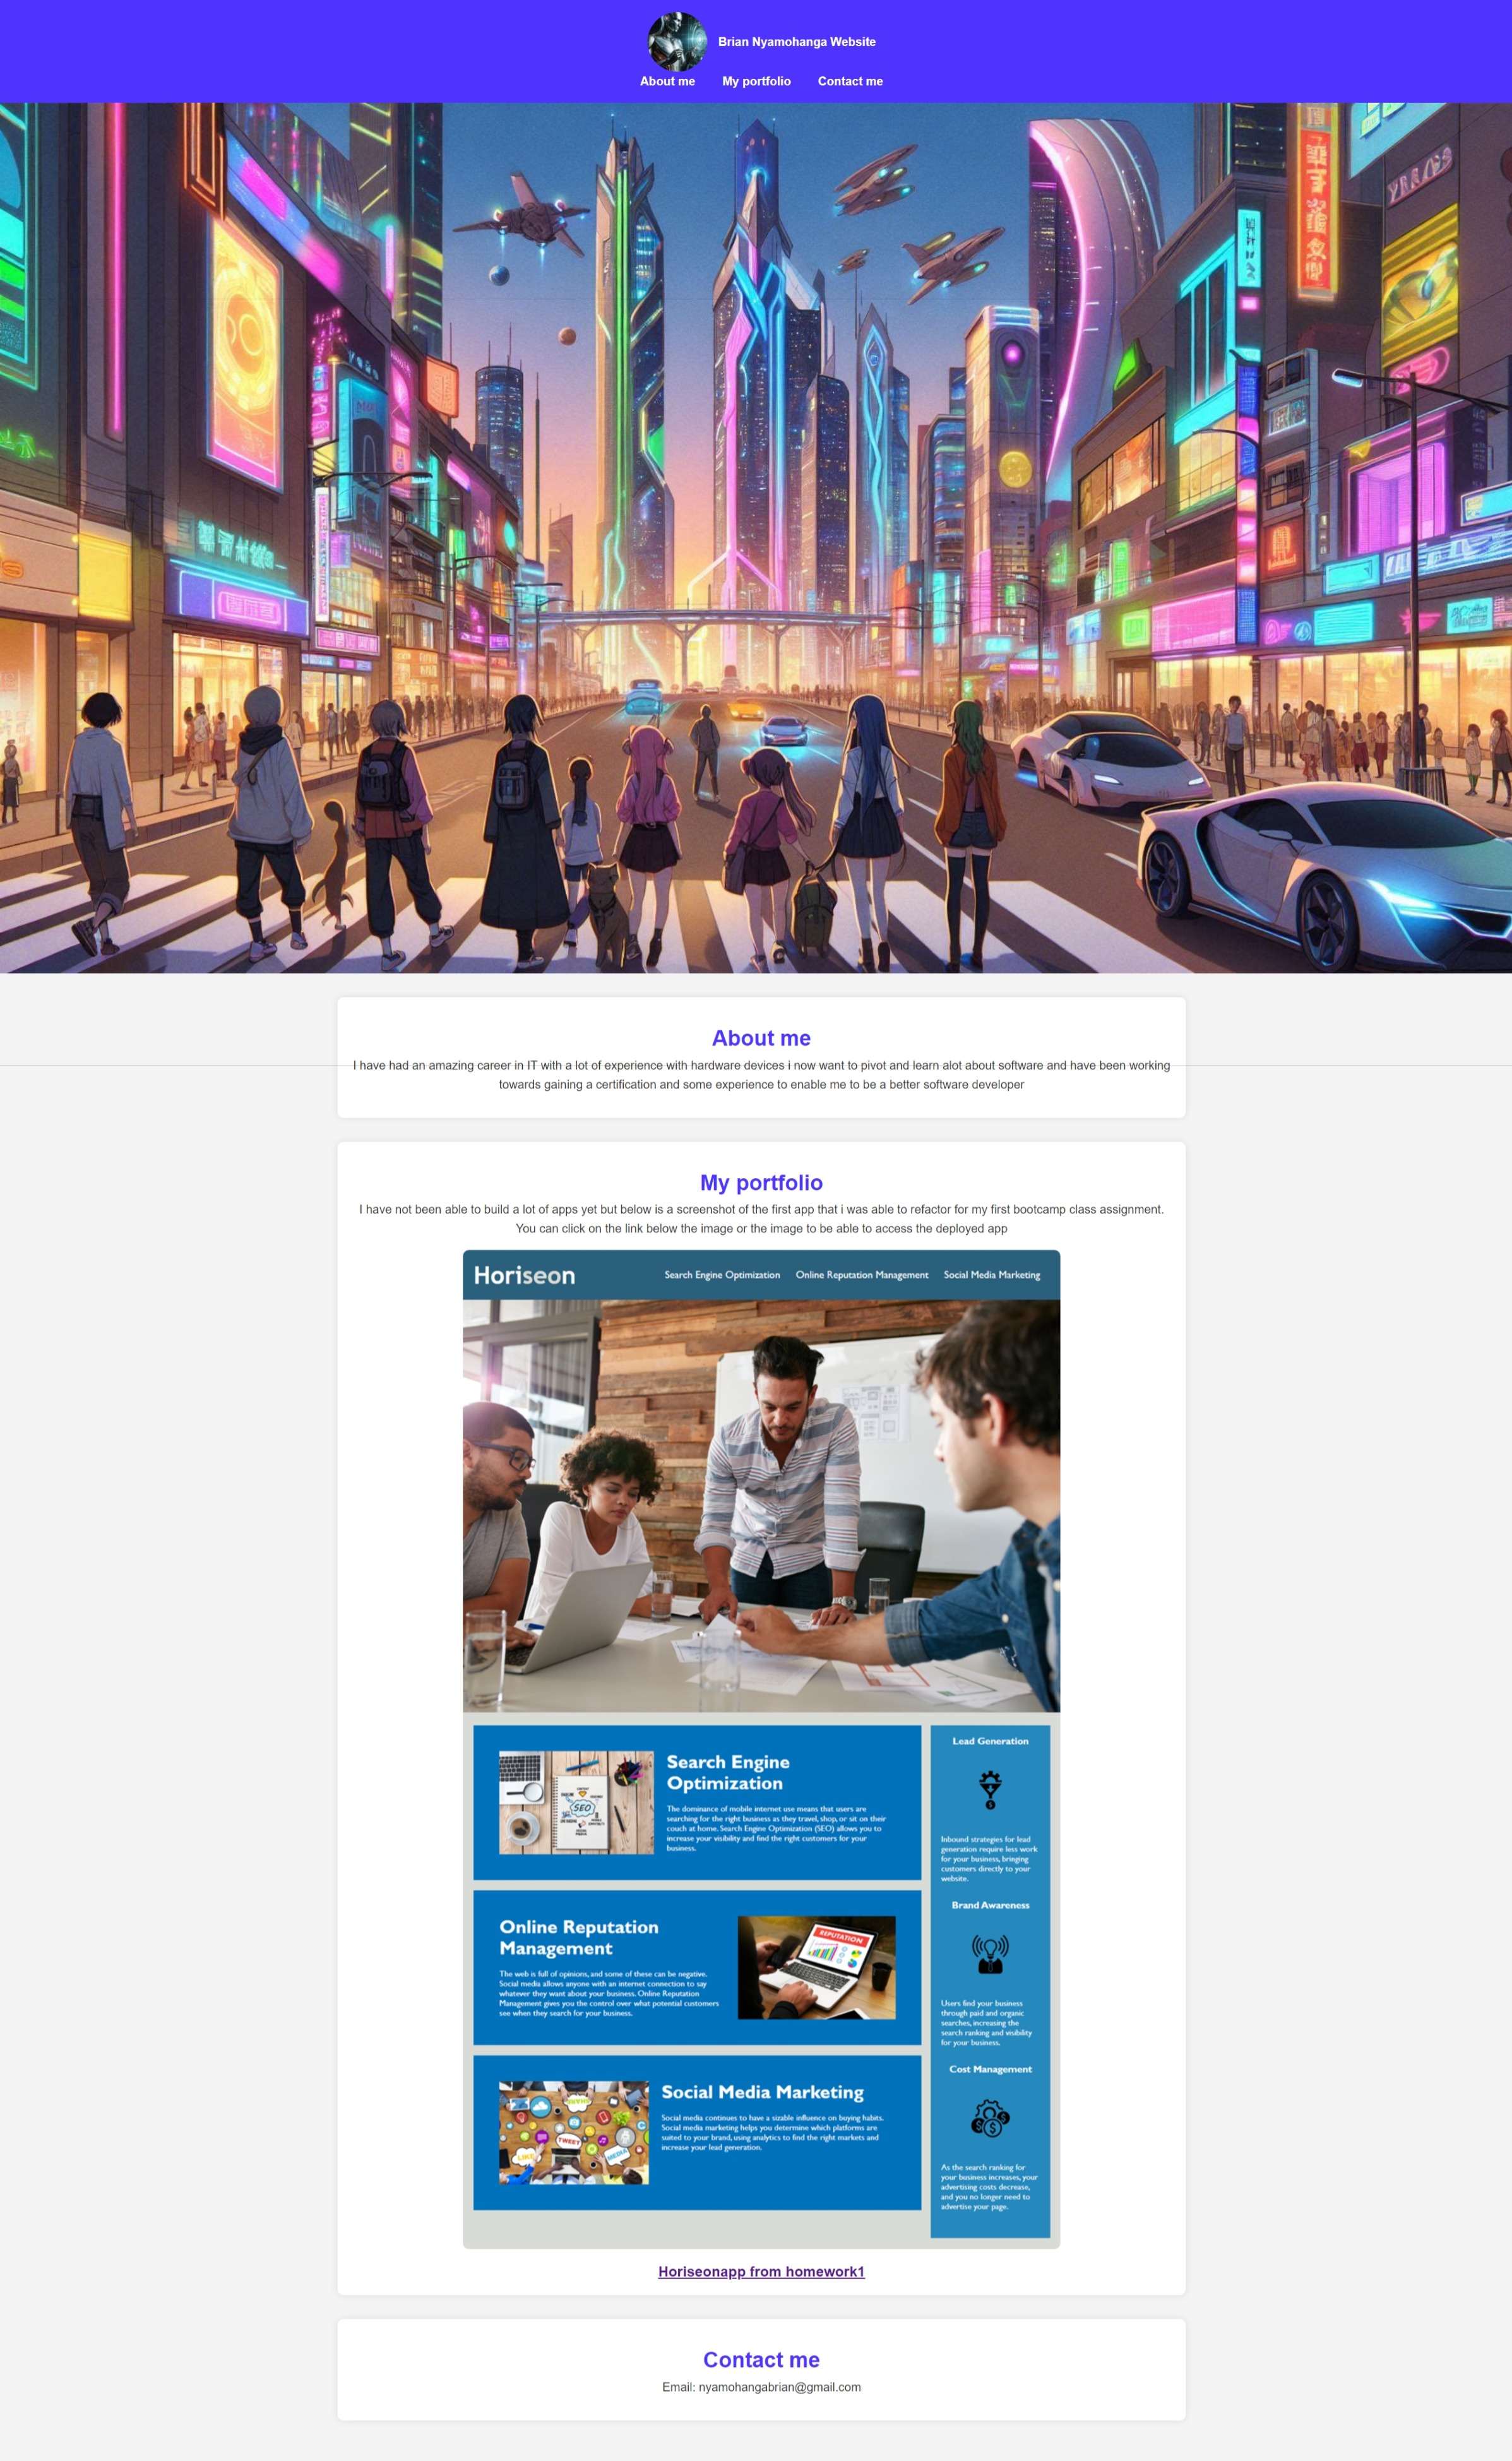 Brian Nyamohanga Website
About me My portfolio Contact me
About me
I have had an amazing career in IT with a lot of experience with hardware devices i now want to pivot and learn alot about software and have been working
towards gaining a certification and some experience to enable me to be a better software developer
My portfolio
I have not been able to build a lot of apps yet but below is a screenshot of the first app that i was able to refactor for my first bootcamp class assignment.
You can click on the link below the image or the image to be able to access the deployed app
Horiseon
Search Engine Optimization Online Reputation Management Social Media Marketing
SEO
Search Engine
Optimization
The dominance of mobile internet use means that users are
searching for the right business as they travel, shop, or sit on their
couch at home. Search Engine Optimization (SEO) allows you to
increase your visibility and find the right customers for your
business.
Online Reputation
Management
The web is full of opinions, and some of these can be negative.
Social media allows anyone with an internet connection to say
whatever they want about your business. Online Reputation
Management gives you the control over what potential customers
see when they search for your business.
REPUTATION
TWEET
LIKE
MEDIA
Social Media Marketing
Social media continues to have a sizable influence on buying habits.
Social media marketing helps you determine which platforms are
suited to your brand, using analytics to find the right markets and
increase your lead generation.
Lead Generation
Inbound strategies for lead
generation require less work
for your business, bringing
customers directly to your
website.
Brand Awareness
Users find your business
through paid and organic
searches, increasing the
search ranking and visibility
for your business.
Cost Management
As the search ranking for
your business increases, your
advertising costs decrease,
and you no longer need to
advertise your page.
Horiseonapp from homework1
Contact me
Email: nyamohangabrian@gmail.com